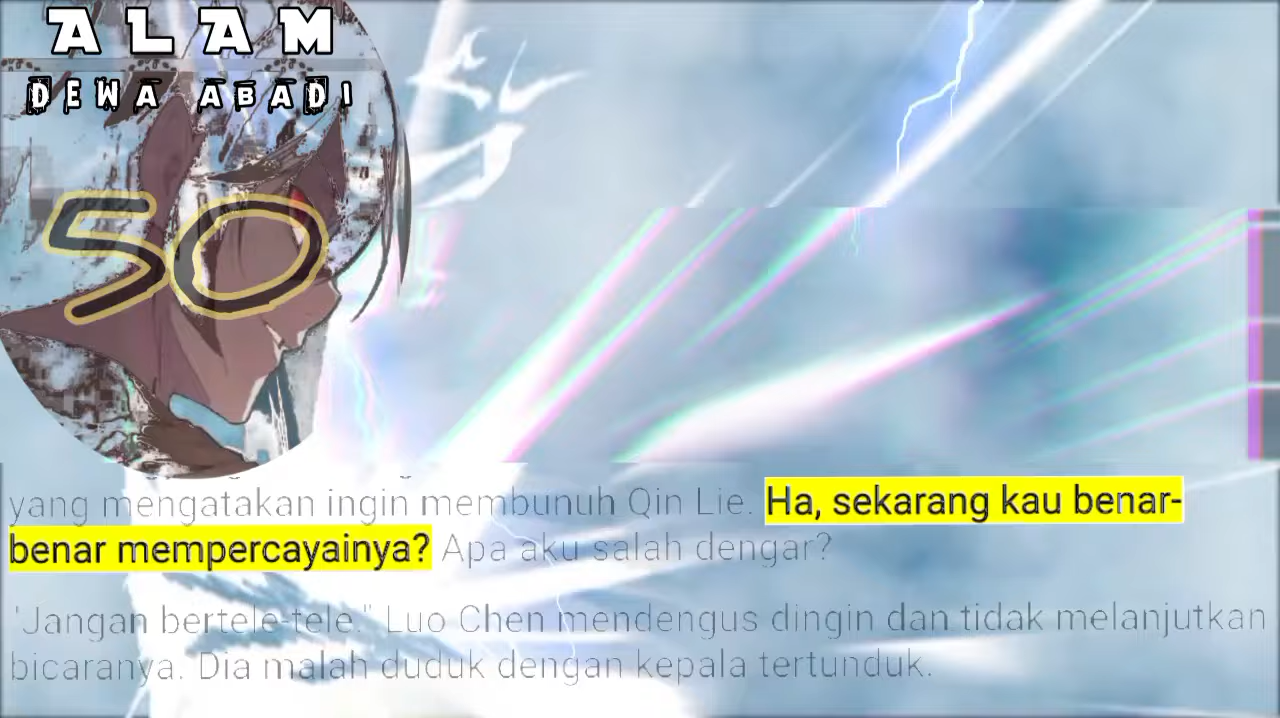 ALAM
DEWA ABADI
50
yang mengatakan ingin membunuh Qin Lie. Ha, sekarang kau benar-
benar mempercayainya? Apa aku salah dengar?
"Jangan bertele-tele." Luo Chen mendengus dingin dan tidak melanjutkan
bicaranya. Dia malah duduk dengan kepala tertunduk.